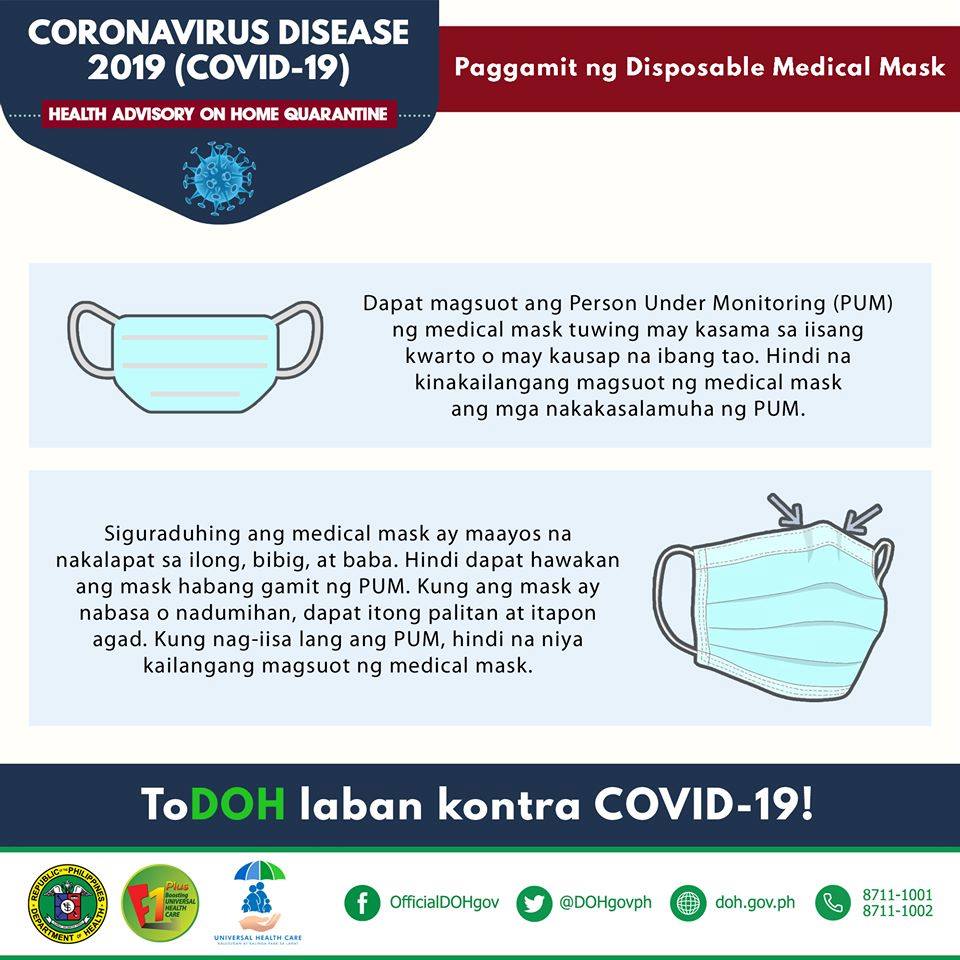 CORONAVIRUS DISEASE
2019 (COVID-19)
HEALTH ADVISORY ON HOME QUARANTINE
Paggamit ng Disposable Medical Mask
Dapat magsuot ang Person Under Monitoring (PUM)
ng medical mask tuwing may kasama sa iisang
kwarto o may kausap na ibang tao. Hindi na
kinakailangang magsuot ng medical mask
ang mga nakakasalamuha ng PUM.
Siguraduhing ang medical mask ay maayos na
nakalapat sa ilong, bibig, at baba. Hindi dapat hawakan
ang mask habang gamit ng PUM. Kung ang mask ay
nabasa o nadumihan, dapat itong palitan at itapon
agad. Kung nag-iisa lang ang PUM, hindi na niya
kailangang magsuot ng medical mask.
ToDOH laban kontra COVID-19!
REPUBLIC OF THE PHILIPPINES
DEPARTMENT OF HEALTH
F1 Plus
Boosting
UNIVERSAL
HEALTH
CARE
UNIVERSAL HEALTH CARE
KALUSUGAN AT KALINGA PARA SA LAHAT
OfficialDOHgov
@DOHgovph
doh.gov.ph
8711-1001
8711-1002